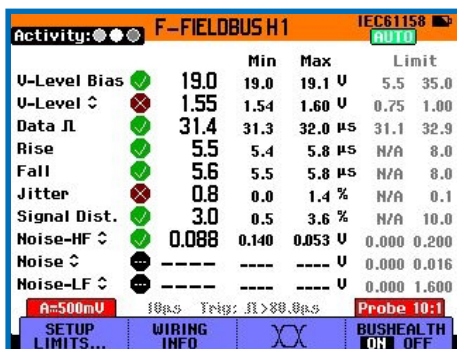 Activity: F-FIELDBUS H1 IEC61158
AUTO
Min Max Limit
V-Level Bias 19.0 19.0 19.1 V 5.5 35.0
V-Level 1.55 1.54 1.60 V 0.75 1.00
Data 31.4 31.3 32.0 µs 31.1 32.9
Rise 5.5 5.4 5.8 µs N/A 8.0
Fall 5.6 5.5 5.8 µs N/A 8.0
Jitter 0.8 0.0 1.4 % N/A 0.1
Signal Dist. 3.0 0.5 3.6 % N/A 10.0
Noise-HF 0.088 0.140 0.053 V 0.000 0.200
Noise ---- ---- ---- V 0.000 0.016
Noise-LF ---- ---- ---- V 0.000 1.600
A=500mV 10µs Trig: >80.0µs Probe 10:1
SETUP LIMITS... WIRING INFO BUSHEALTH ON OFF